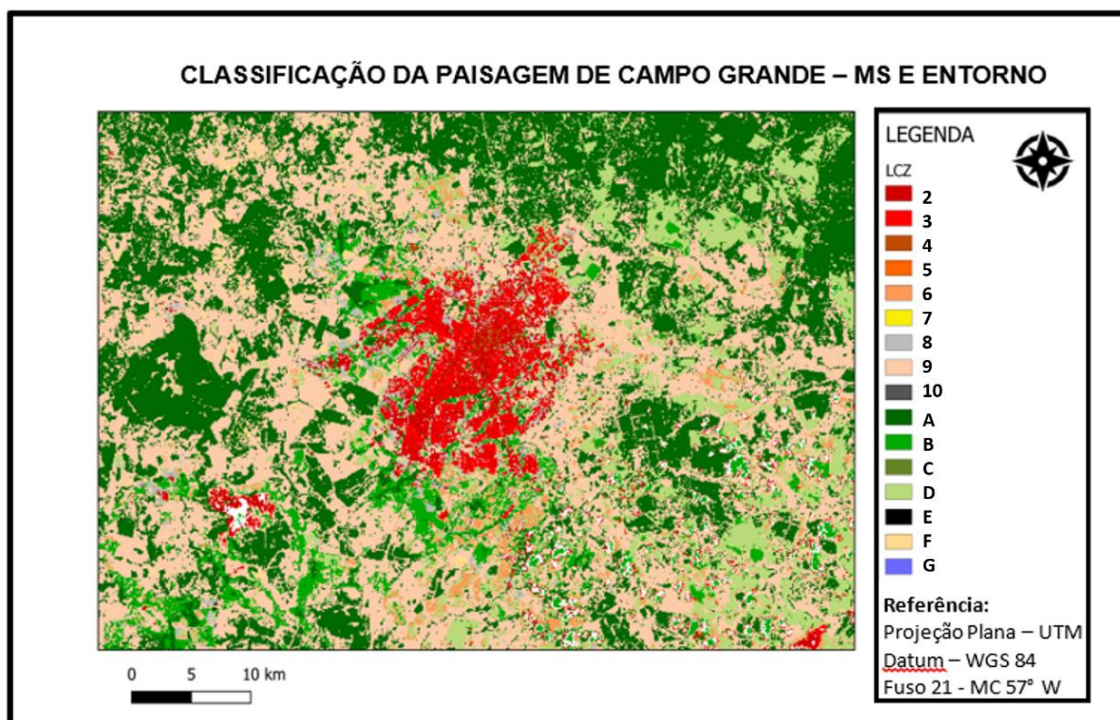 CLASSIFICAÇÃO DA PAISAGEM DE CAMPO GRANDE – MS E ENTORNO
LEGENDA
LCZ
2
3
4
5
6
7
8
9
10
A
B
C
D
E
F
G
Referência:
Projeção Plana – UTM
Datum – WGS 84
Fuso 21 - MC 57° W
0 5 10 km